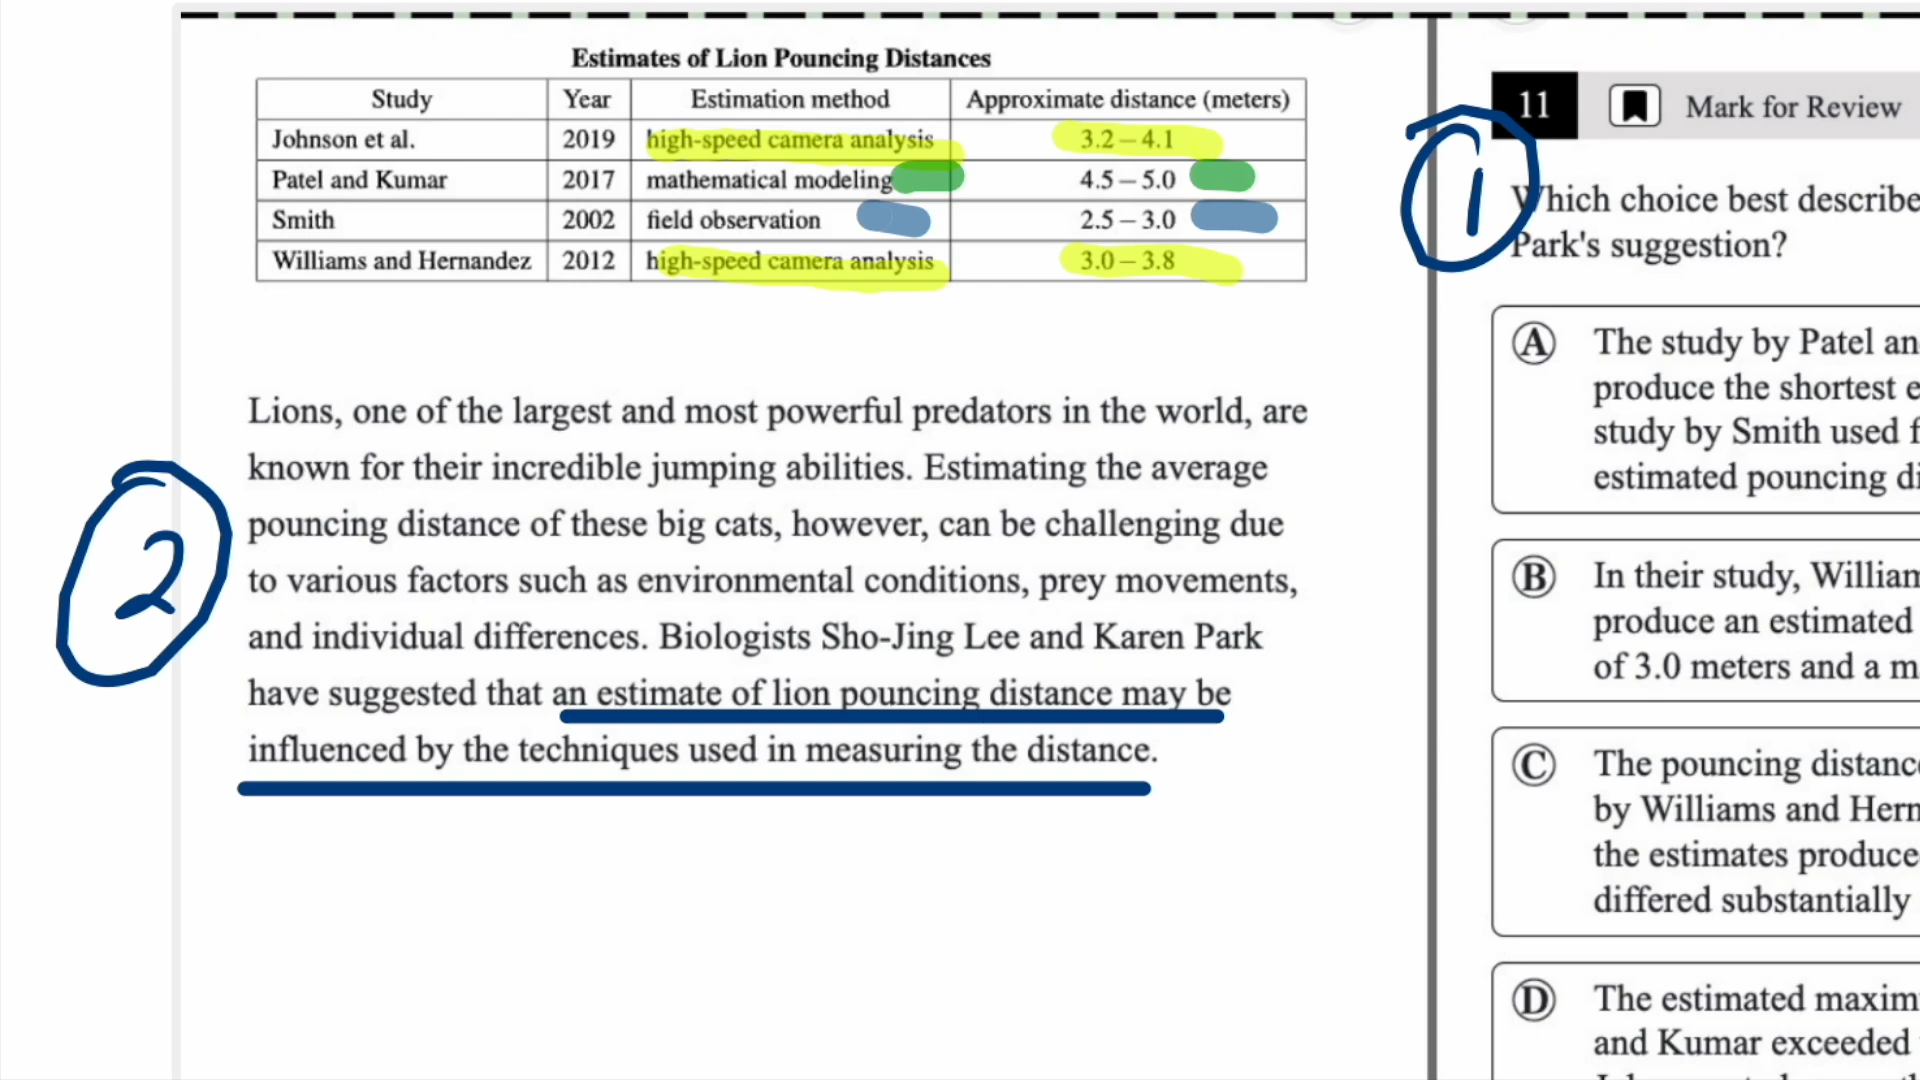 Estimates of Lion Pouncing Distances
Study Year Estimation method Approximate distance (meters)
Johnson et al. 2019 high-speed camera analysis 3.2 – 4.1
Patel and Kumar 2017 mathematical modeling 4.5 – 5.0
Smith 2002 field observation 2.5 – 3.0
Williams and Hernandez 2012 high-speed camera analysis 3.0 – 3.8
2
Lions, one of the largest and most powerful predators in the world, are
known for their incredible jumping abilities. Estimating the average
pouncing distance of these big cats, however, can be challenging due
to various factors such as environmental conditions, prey movements,
and individual differences. Biologists Sho-Jing Lee and Karen Park
have suggested that an estimate of lion pouncing distance may be
influenced by the techniques used in measuring the distance.
11 Mark for Review
1
Which choice best describe
Park's suggestion?
A The study by Patel an
produce the shortest e
study by Smith used f
estimated pouncing di
B In their study, William
produce an estimated
of 3.0 meters and a m
C The pouncing distance
by Williams and Hern
the estimates produce
differed substantially
D The estimated maxim
and Kumar exceeded